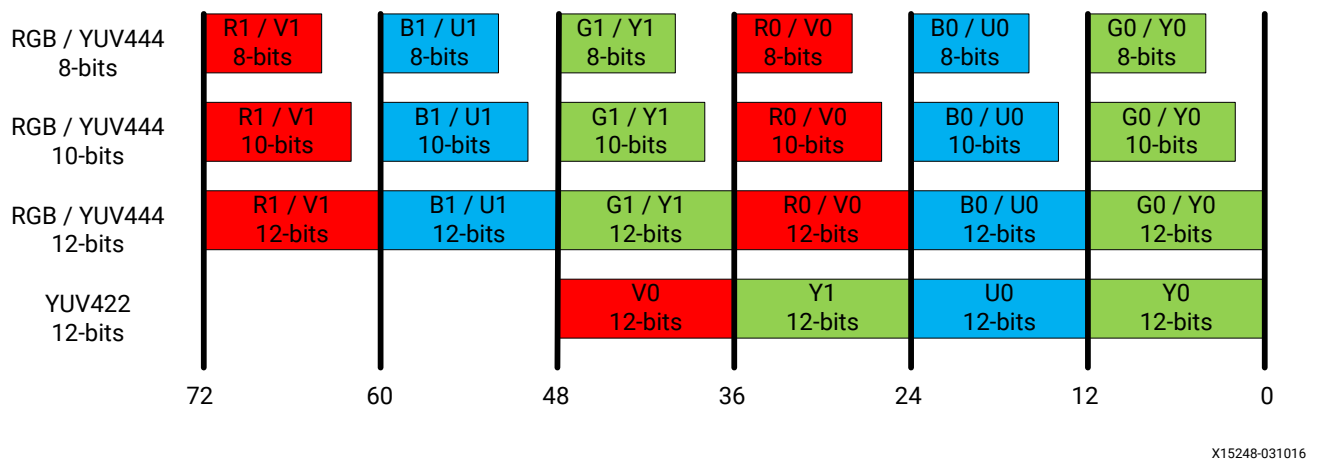 RGB / YUV444
8-bits
R1 / V1
8-bits
B1 / U1
8-bits
G1 / Y1
8-bits
R0 / V0
8-bits
B0 / U0
8-bits
G0 / Y0
8-bits
RGB / YUV444
10-bits
R1 / V1
10-bits
B1 / U1
10-bits
G1 / Y1
10-bits
R0 / V0
10-bits
B0 / U0
10-bits
G0 / Y0
10-bits
RGB / YUV444
12-bits
R1 / V1
12-bits
B1 / U1
12-bits
G1 / Y1
12-bits
R0 / V0
12-bits
B0 / U0
12-bits
G0 / Y0
12-bits
YUV422
12-bits
V0
12-bits
Y1
12-bits
U0
12-bits
Y0
12-bits
72 60 48 36 24 12 0
X15248-031016